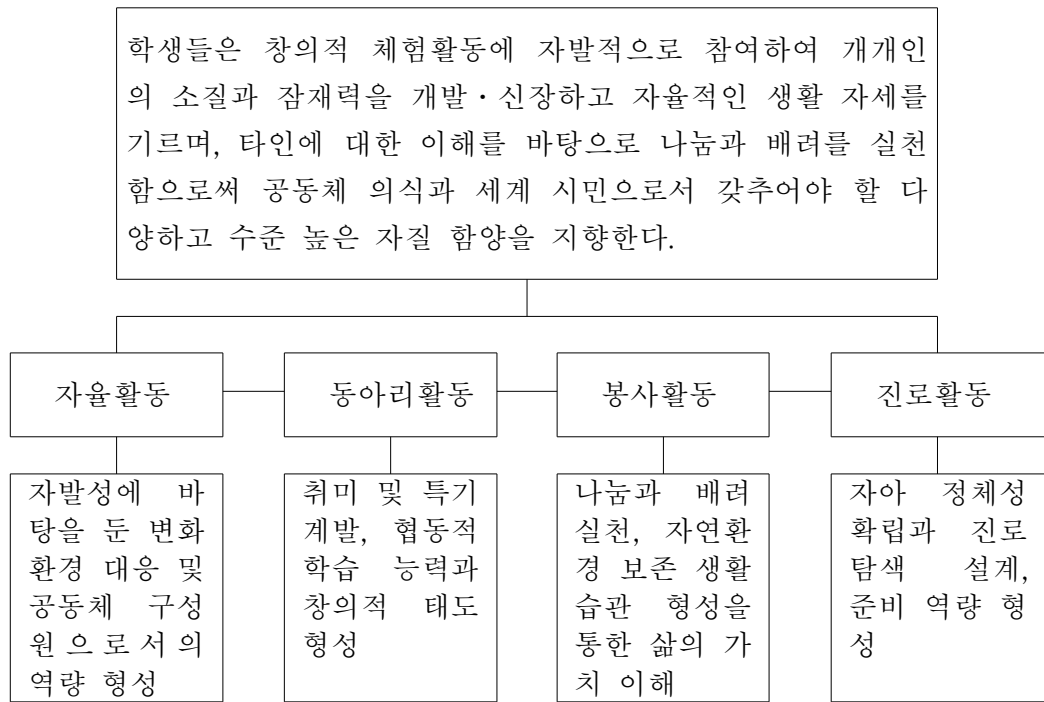 학생들은 창의적 체험활동에 자발적으로 참여하여 개개인
의 소질과 잠재력을 개발・신장하고 자율적인 생활 자세를
기르며, 타인에 대한 이해를 바탕으로 나눔과 배려를 실천
함으로써 공동체 의식과 세계 시민으로서 갖추어야 할 다
양하고 수준 높은 자질 함양을 지향한다.
자율활동
동아리활동
봉사활동
진로활동
자발성에 바
탕을 둔 변화
환경 대응 및
공동체 구성
원으로서의
역량 형성
취미 및 특기
계발, 협동적
학습 능력과
창의적 태도
형성
나눔과 배려
실천, 자연환
경 보존 생활
습관 형성을
통한 삶의 가
치 이해
자아 정체성
확립과 진로
탐색 설계,
준비 역량 형
성